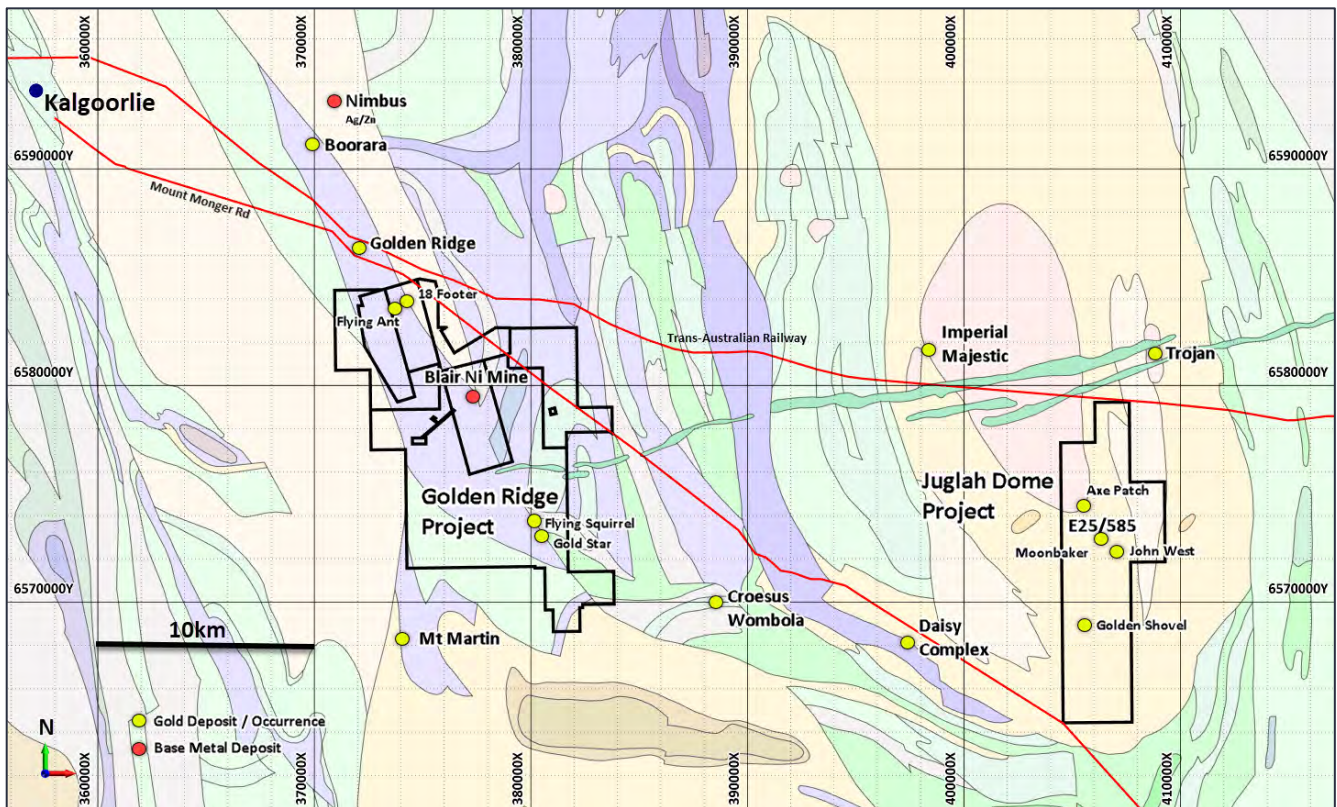 360000X
370000X
380000X
390000X
400000X
410000X
Kalgoorlie
Nimbus
Ag/Zn
Boorara
6590000Y
6590000Y
Mount Monger Rd
Golden Ridge
18 Footer
Flying Ant
Trans-Australian Railway
Imperial
Majestic
Trojan
6580000Y
6580000Y
Blair Ni Mine
Golden Ridge
Project
Flying Squirrel
Gold Star
Juglah Dome
Project
Axe Patch
E25/585
Moonbaker
John West
6570000Y
6570000Y
Croesus
Wombola
Golden Shovel
10km
Mt Martin
Daisy
Complex
Gold Deposit / Occurrence
Base Metal Deposit
N
360000X
370000X
380000X
390000X
400000X
410000X